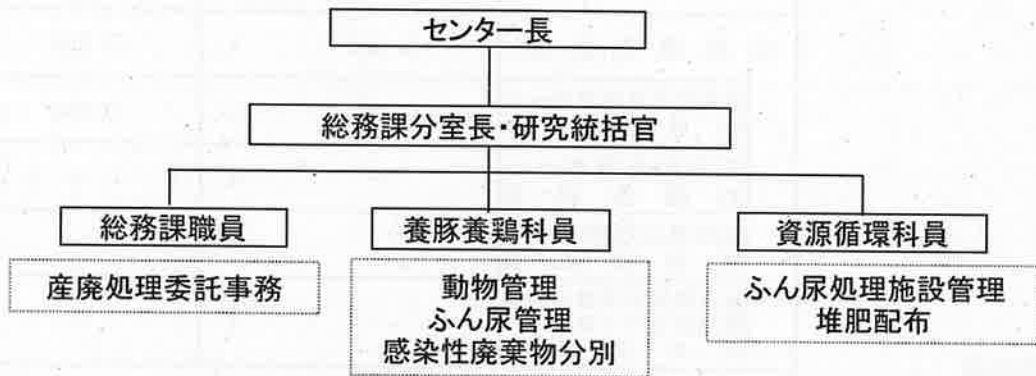 センター長
総務課分室長・研究統括官
総務課職員
養豚養鶏科員
資源循環科員
産廃処理委託事務
動物管理
ふん尿管理
感染性廃棄物分別
ふん尿処理施設管理
堆肥配布